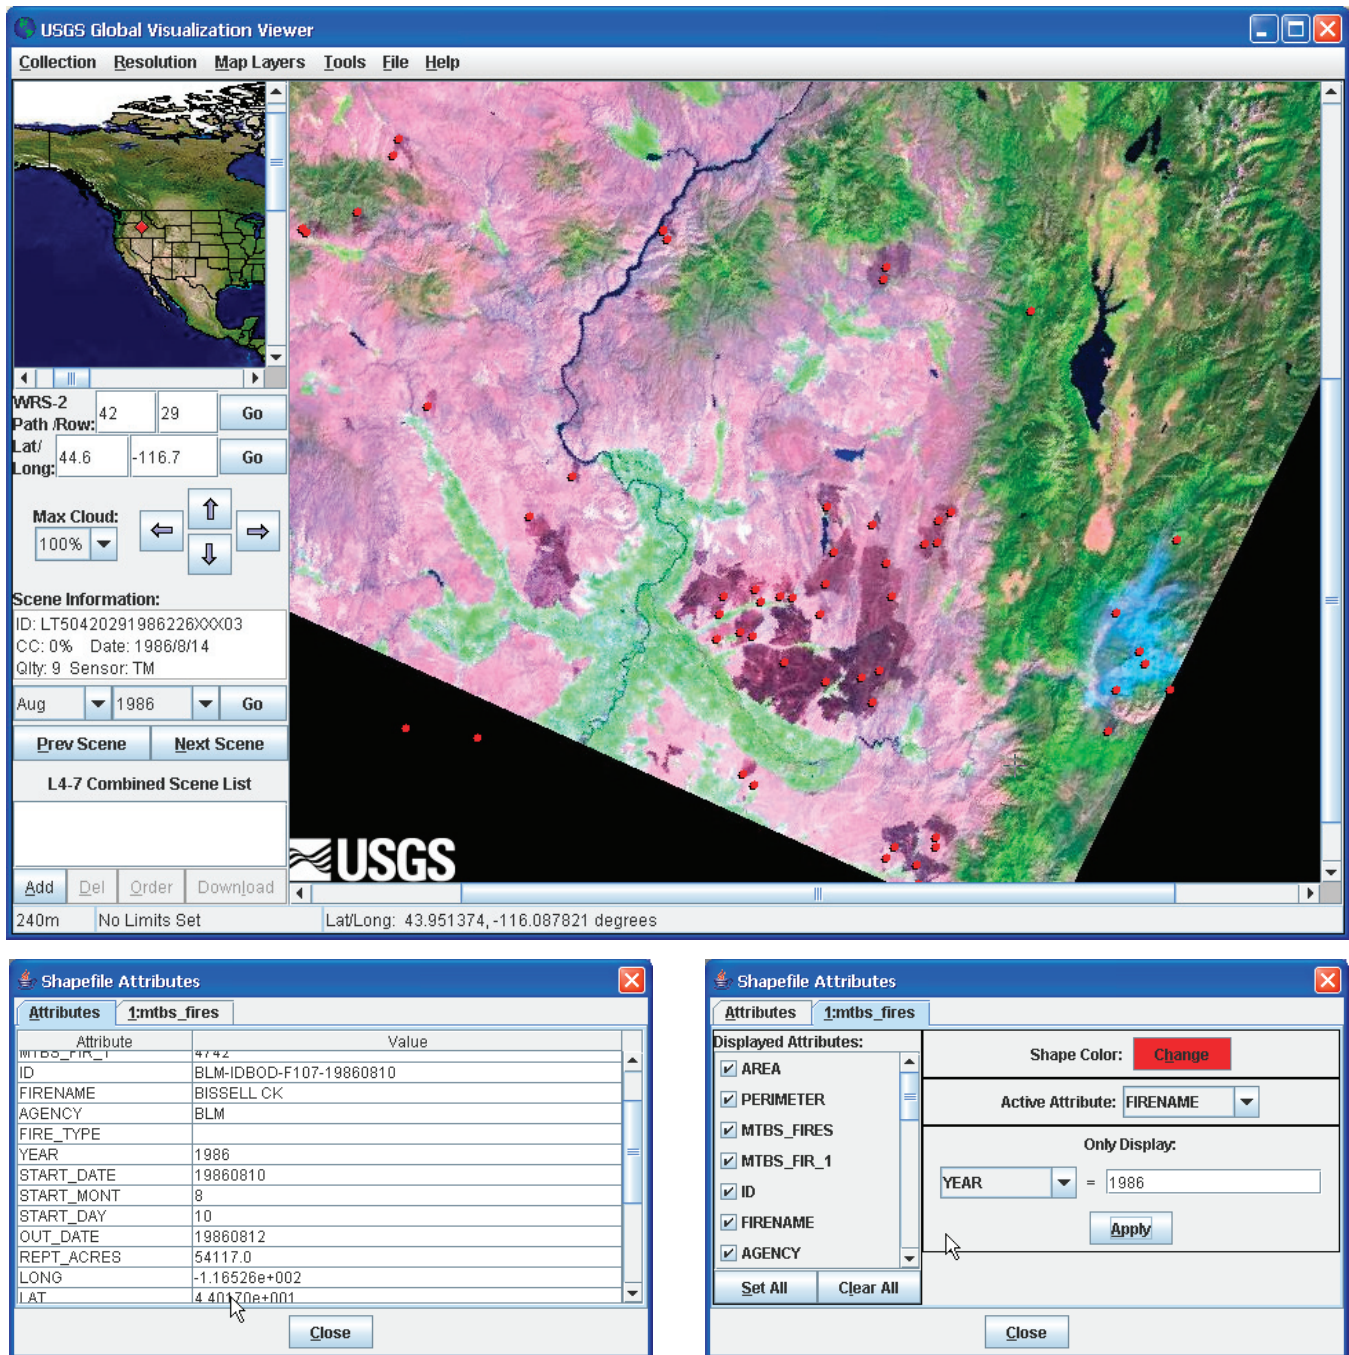 USGS Global Visualization Viewer
Collection Resolution Map Layers Tools File Help
WRS-2
Path /Row: 42 29 Go
Lat/
Long: 44.6 -116.7 Go
Max Cloud:
100%
Scene Information:
ID: LT50420291986226XXX03
CC: 0% Date: 1986/8/14
Qlty: 9 Sensor: TM
Aug 1986 Go
Prev Scene Next Scene
L4-7 Combined Scene List
Add Del Order Download
USGS
240m No Limits Set Lat/Long: 43.951374, -116.087821 degrees
Shapefile Attributes
Attributes 1:mtbs_fires
Attribute Value
MTBS_FIR_1 4742
ID BLM-IDBOD-F107-19860810
FIRENAME BISSELL CK
AGENCY BLM
FIRE_TYPE
YEAR 1986
START_DATE 19860810
START_MONT 8
START_DAY 10
OUT_DATE 19860812
REPT_ACRES 54117.0
LONG -1.16526e+002
LAT 4.40170e+001
Close
Shapefile Attributes
Attributes 1:mtbs_fires
Displayed Attributes:
AREA
PERIMETER
MTBS_FIRES
MTBS_FIR_1
ID
FIRENAME
AGENCY
Set All Clear All
Shape Color: Change
Active Attribute: FIRENAME
Only Display:
YEAR = 1986
Apply
Close